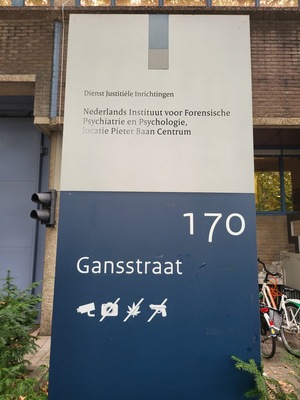 Dienst Justitiële Inrichtingen
Nederlands Instituut voor Forensische
Psychiatrie en Psychologie,
locatie Pieter Baan Centrum
170
Gansstraat